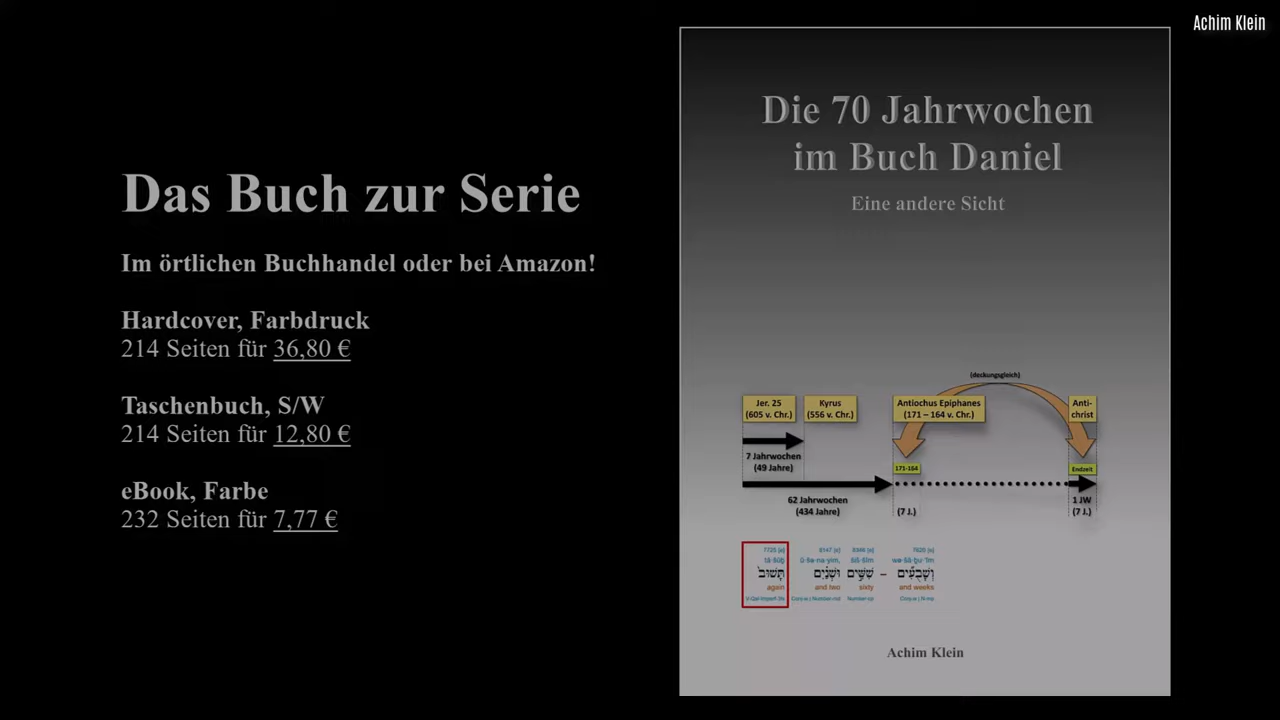 Achim Klein
Das Buch zur Serie
Im örtlichen Buchhandel oder bei Amazon!
Hardcover, Farbdruck
214 Seiten für 36,80 €
Taschenbuch, S/W
214 Seiten für 12,80 €
eBook, Farbe
232 Seiten für 7,77 €
Die 70 Jahrwochen
im Buch Daniel
Eine andere Sicht
(deckungsgleich)
Jer. 25
(605 v. Chr.)
Kyrus
(556 v. Chr.)
Antiochus Epiphanes
(171 – 164 v. Chr.)
Anti-
christ
7 Jahrwochen
(49 Jahre)
171-164
Endzeit
62 Jahrwochen
(434 Jahre)
(7 J.)
1 JW
(7 J.)
7725 [e] 8147 [e] 8346 [e] 7620 [e]
again and two sixty and weeks
Achim Klein